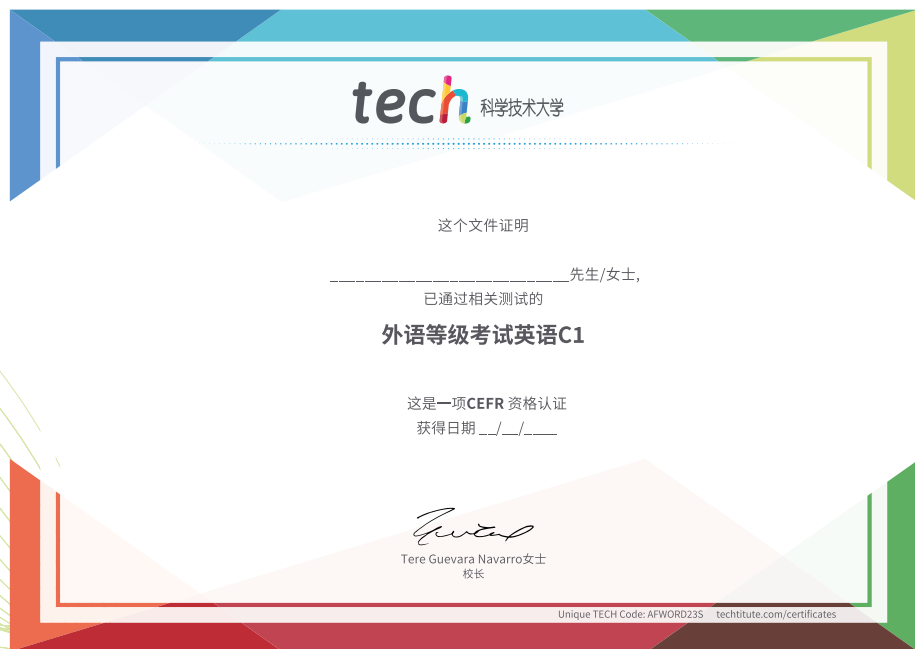 tech 科学技术大学
这个文件证明
____________________________先生/女士,
已通过相关测试的
外语等级考试英语C1
这是一项CEFR 资格认证
获得日期 __/__/____
Tere Guevara Navarro女士
校长
Unique TECH Code: AFWORD23S techtitute.com/certificates